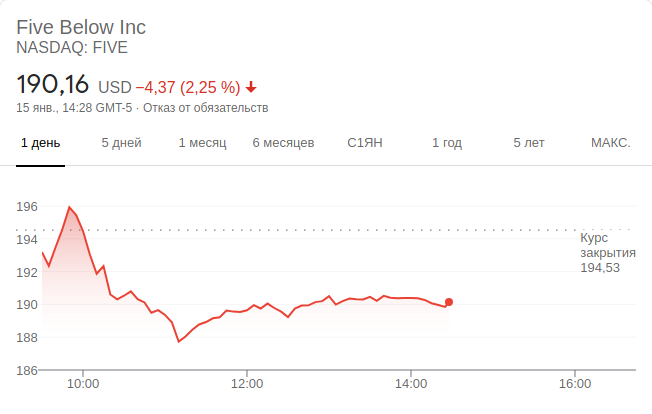 Five Below Inc
NASDAQ: FIVE
190,16 USD −4,37 (2,25 %)
15 янв., 14:28 GMT-5 · Отказ от обязательств
1 день 5 дней 1 месяц 6 месяцев С1ЯН 1 год 5 лет МАКС.
196
194
192
190
188
186
Курс
закрытия
194,53
10:00 12:00 14:00 16:00